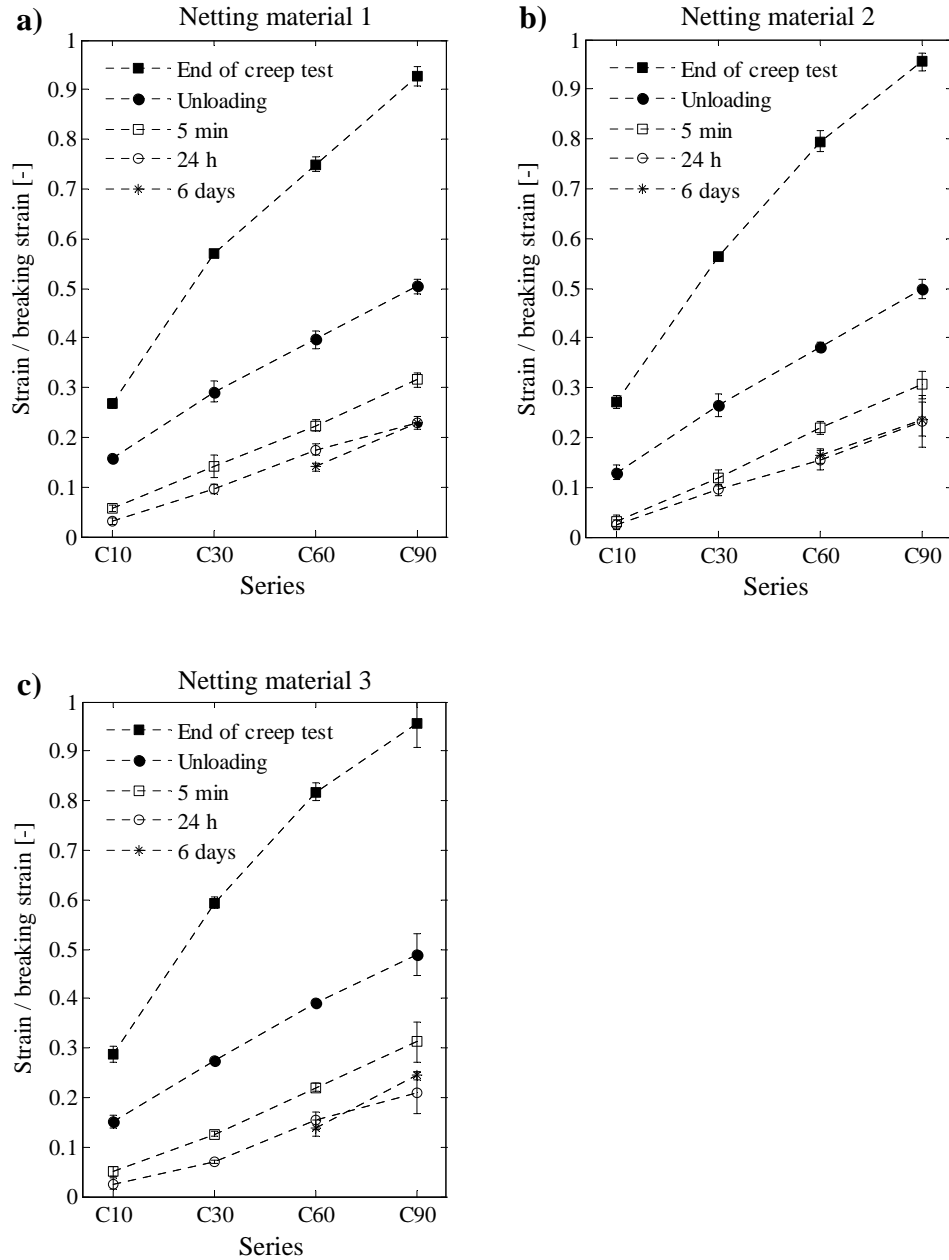 a)
Netting material 1
1
0.9
0.8
0.7
0.6
0.5
0.4
0.3
0.2
0.1
0
Strain / breaking strain [-]
End of creep test
Unloading
5 min
24 h
6 days
C10
C30
C60
C90
Series
b)
Netting material 2
1
0.9
0.8
0.7
0.6
0.5
0.4
0.3
0.2
0.1
0
Strain / breaking strain [-]
End of creep test
Unloading
5 min
24 h
6 days
C10
C30
C60
C90
Series
c)
Netting material 3
1
0.9
0.8
0.7
0.6
0.5
0.4
0.3
0.2
0.1
0
Strain / breaking strain [-]
End of creep test
Unloading
5 min
24 h
6 days
C10
C30
C60
C90
Series